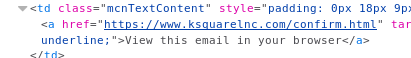 <td class="mcnTextContent" style="padding: 0px 18px 9px
<a href="https://www.ksquarelnc.com/confirm.html" tar
underline;">View this email in your browser</a>
</td>